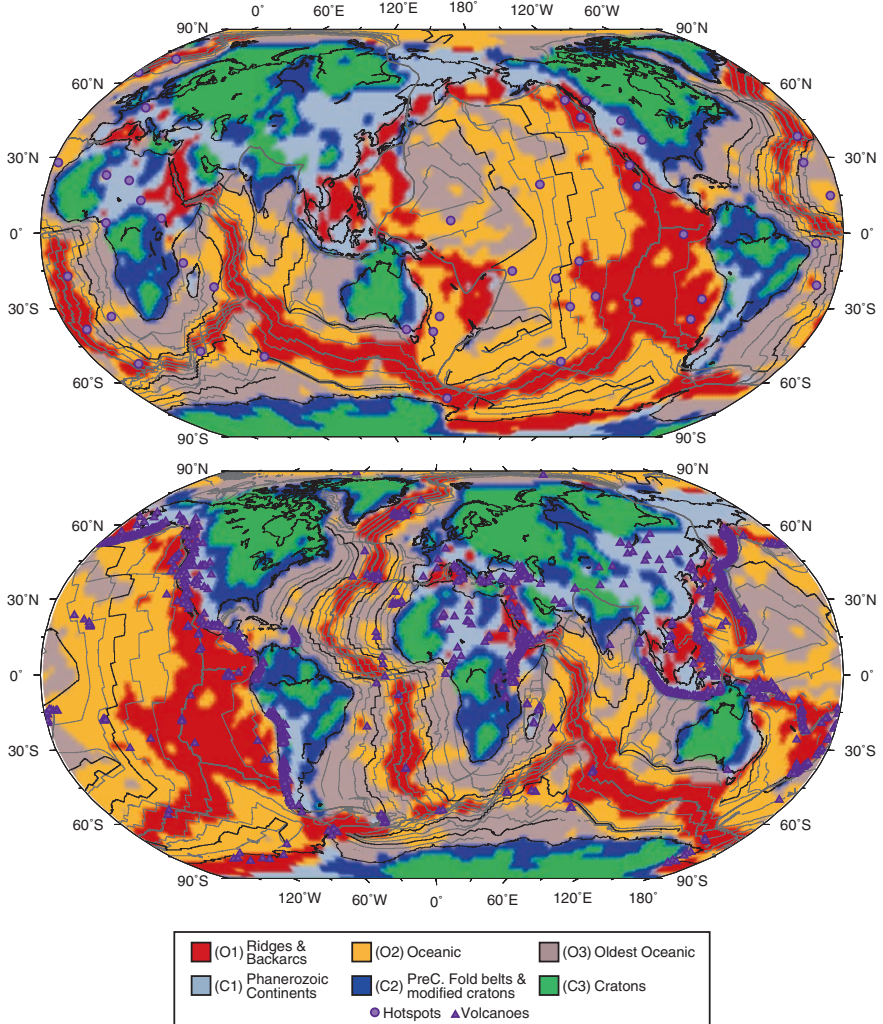 0˚ 60˚E 120˚E 180˚ 120˚W 60˚W
90˚N 90˚N
60˚N 60˚N
30˚N 30˚N
0˚ 0˚
30˚S 30˚S
60˚S 60˚S
90˚S 90˚S
90˚N 90˚N
60˚N 60˚N
30˚N 30˚N
0˚ 0˚
30˚S 30˚S
60˚S 60˚S
90˚S 90˚S
120˚W 60˚W 0˚ 60˚E 120˚E 180˚
(O1) Ridges &
Backarcs
(O2) Oceanic
(O3) Oldest Oceanic
(C1) Phanerozoic
Continents
(C2) PreC. Fold belts &
modified cratons
(C3) Cratons
Hotspots Volcanoes